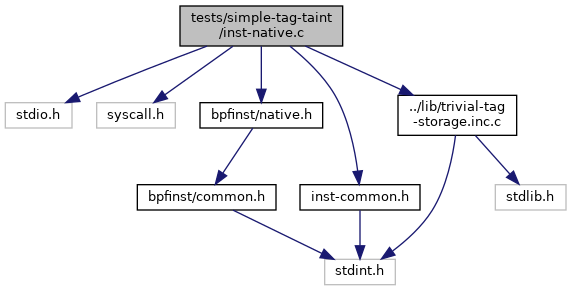 tests/simple-tag-taint
/inst-native.c
stdio.h
syscall.h
bpfinst/native.h
../lib/trivial-tag
-storage.inc.c
bpfinst/common.h
inst-common.h
stdlib.h
stdint.h